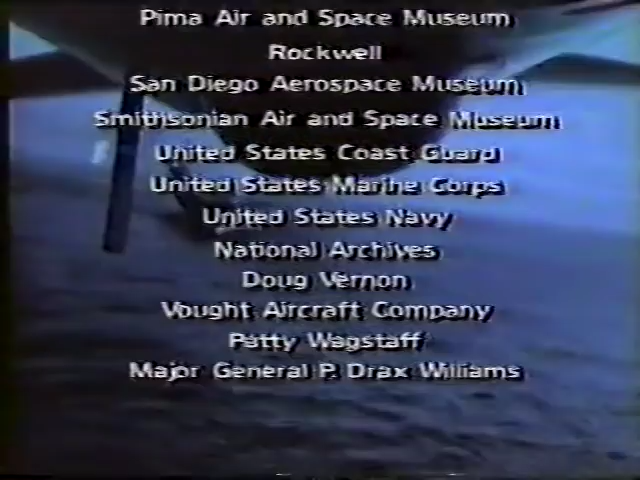 Pima Air and Space Museum
Rockwell
San Diego Aerospace Museum
Smithsonian Air and Space Museum
United States Coast Guard
United States Marine Corps
United States Navy
National Archives
Doug Vernon
Vought Aircraft Company
Patty Wagstaff
Major General P. Drax Williams